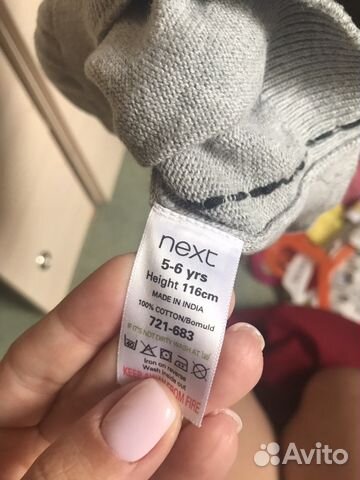 next
5-6 yrs
Height 116cm
MADE IN INDIA
100% COTTON/Bomuld
721-683
IF IT'S NOT DIRTY WASH AT
Iron on reverse
Wash inside out
KEEP AWAY FROM FIRE
Avito